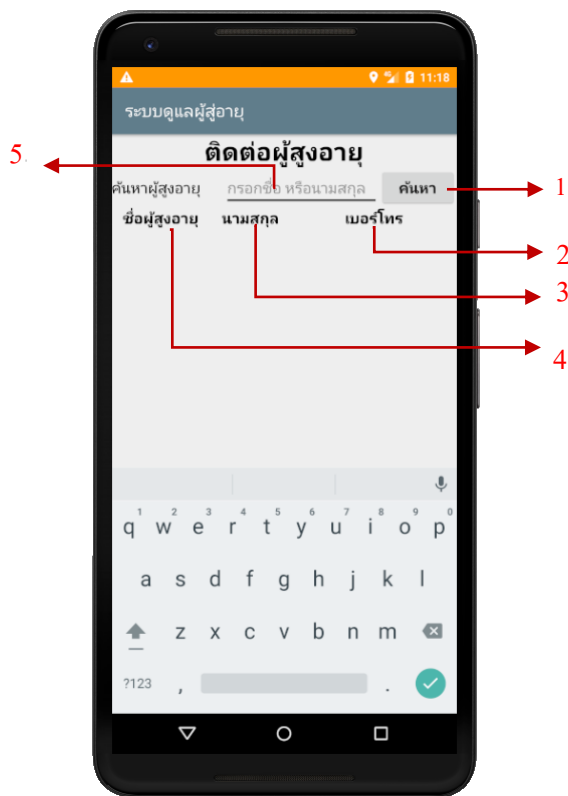 11:18
ระบบดูแลผู้สู่อายุ
ติดต่อผู้สูงอายุ
5.
ค้นหาผู้สูงอายุ กรอกชื่อ หรือนามสกุล ค้นหา
1
ชื่อผู้สูงอายุ นามสกุล เบอร์โทร
2
3
4
1 2 3 4 5 6 7 8 9 0
q w e r t y u i o p
a s d f g h j k l
z x c v b n m
?123 , .